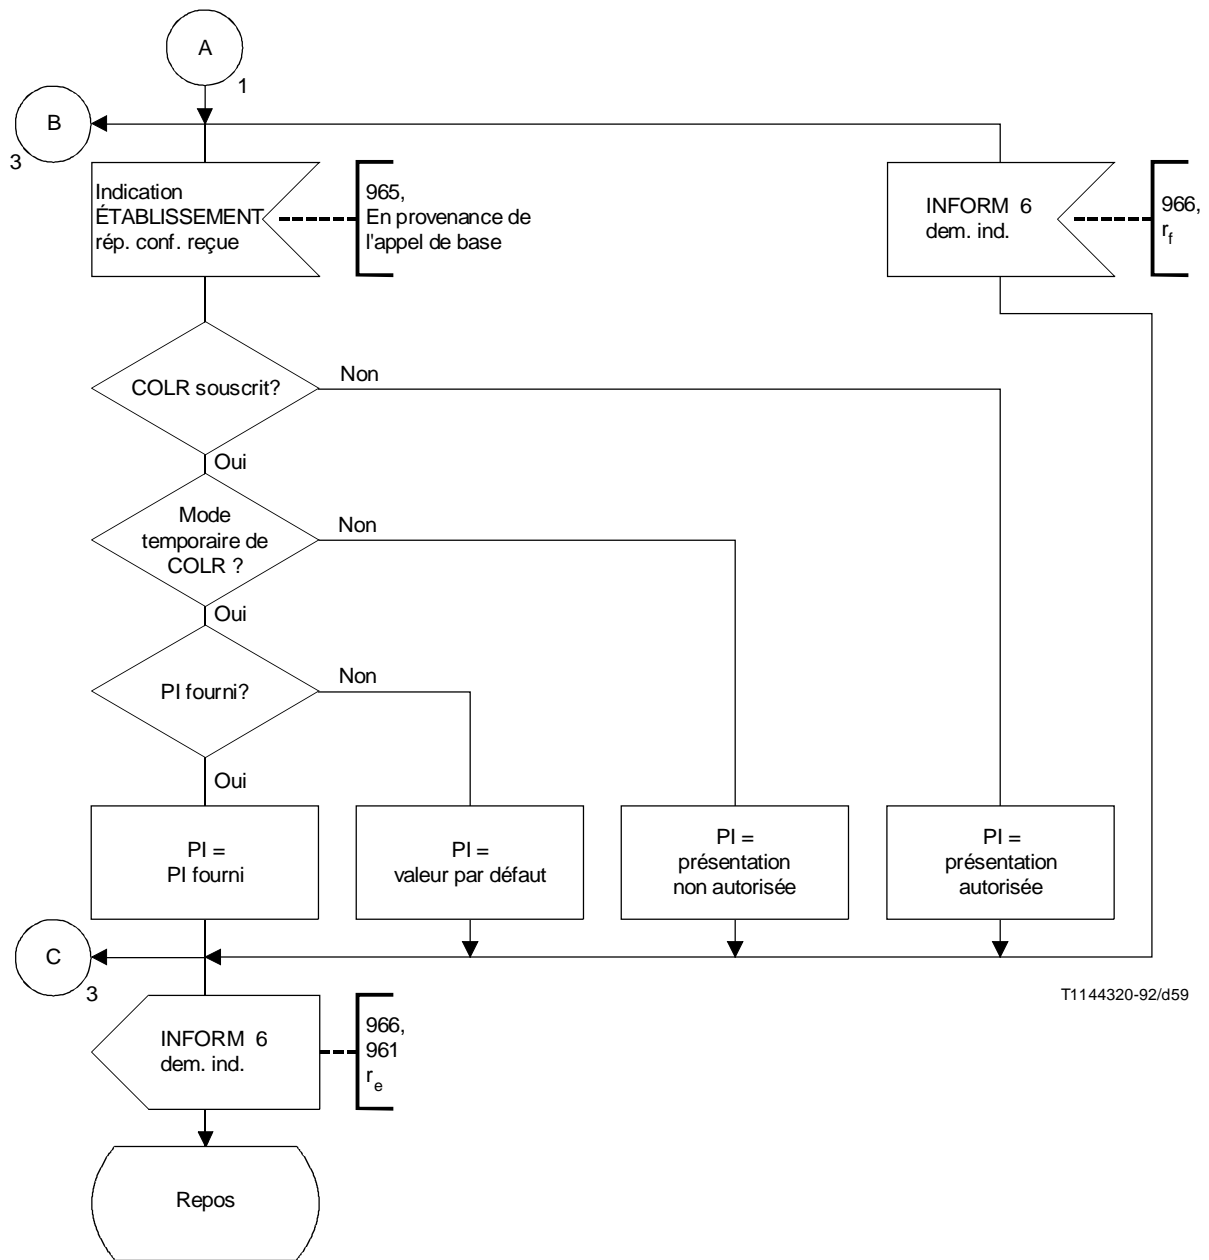 A
1
B
3
Indication
ÉTABLISSEMENT
rép. conf. reçue
965,
En provenance de
l'appel de base
INFORM 6
dem. ind.
966,
r_f
COLR souscrit?
Non
Oui
Mode
temporaire de
COLR ?
Non
Oui
PI fourni?
Non
Oui
PI =
PI fourni
PI =
valeur par défaut
PI =
présentation
non autorisée
PI =
présentation
autorisée
C
3
T1144320-92/d59
INFORM 6
dem. ind.
966,
961
r_e
Repos